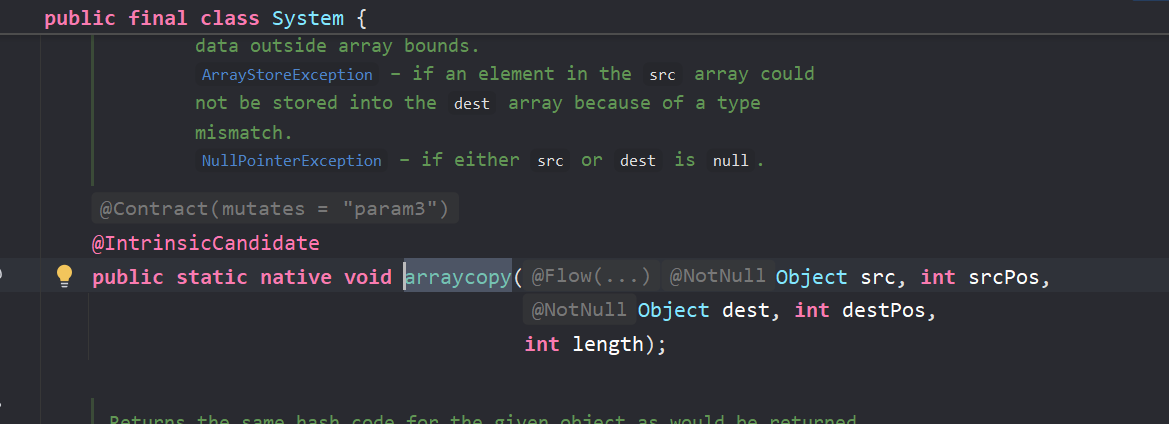 public final class System {
data outside array bounds.
ArrayStoreException – if an element in the src array could
not be stored into the dest array because of a type
mismatch.
NullPointerException – if either src or dest is null.
@Contract(mutates = "param3")
@IntrinsicCandidate
public static native void arraycopy( @Flow(...) @NotNull Object src, int srcPos,
@NotNull Object dest, int destPos,
int length);
Returns the same hash code for the given object as would be returned